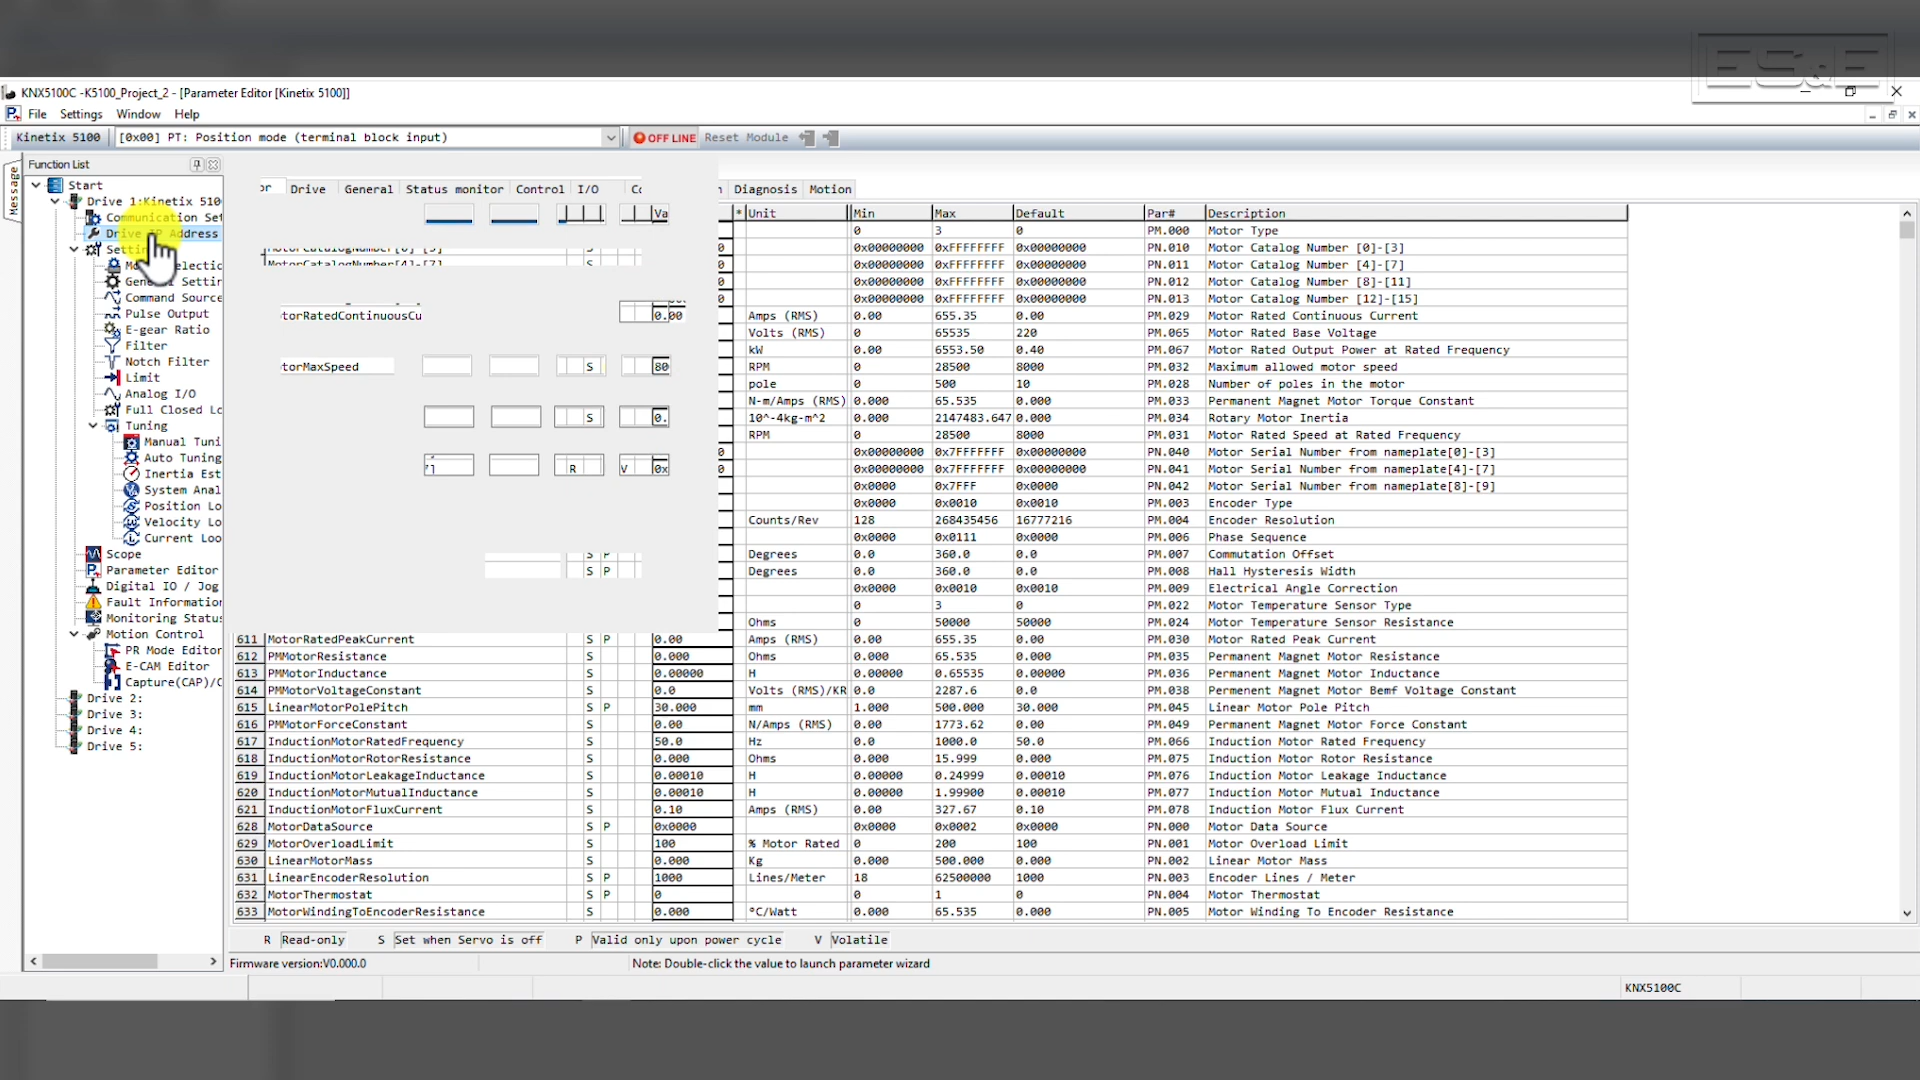 ES&E
KNX5100C -K5100_Project_2 - [Parameter Editor [Kinetix 5100]]
File Settings Window Help
Kinetix 5100 [0x00] PT: Position mode (terminal block input) OFF LINE Reset Module
Message
Function List
Start
Drive 1:Kinetix 510
Communication Set
Drive IP Address
General Settin
Command Source
Pulse Output
E-gear Ratio
Filter
Notch Filter
Limit
Analog I/O
Full Closed Lo
Tuning
Manual Tuni
Auto Tuning
Inertia Est
System Anal
Position Lo
Velocity Lo
Current Loo
Scope
Parameter Editor
Digital IO / Jog
Fault Information
Monitoring Status
Motion Control
PR Mode Editor
E-CAM Editor
Capture(CAP)/C
Drive 2:
Drive 3:
Drive 4:
Drive 5:
or Drive General Status monitor Control I/O Diagnosis Motion
Va * Unit Min Max Default Par# Description
0 3 0 PM.000 Motor Type
MotorCatalogNumber[0]-[3] S 0x00000000 0xFFFFFFFF 0x00000000 PN.010 Motor Catalog Number [0]-[3]
MotorCatalogNumber[4]-[7] S 0x00000000 0xFFFFFFFF 0x00000000 PN.011 Motor Catalog Number [4]-[7]
0x00000000 0xFFFFFFFF 0x00000000 PN.012 Motor Catalog Number [8]-[11]
0x00000000 0xFFFFFFFF 0x00000000 PN.013 Motor Catalog Number [12]-[15]
torRatedContinuousCu 0.00 Amps (RMS) 0.00 655.35 0.00 PM.029 Motor Rated Continuous Current
Volts (RMS) 0 65535 220 PM.065 Motor Rated Base Voltage
kW 0.00 6553.50 0.40 PM.067 Motor Rated Output Power at Rated Frequency
torMaxSpeed S 80 RPM 0 28500 8000 PM.032 Maximum allowed motor speed
pole 0 500 10 PM.028 Number of poles in the motor
N-m/Amps (RMS) 0.000 65.535 0.000 PM.033 Permanent Magnet Motor Torque Constant
S 0. 10^-4kg-m^2 0.000 2147483.647 0.000 PM.034 Rotary Motor Inertia
RPM 0 28500 8000 PM.031 Motor Rated Speed at Rated Frequency
0x00000000 0x7FFFFFFF 0x00000000 PN.040 Motor Serial Number from nameplate[0]-[3]
7] R V 0x 0x00000000 0x7FFFFFFF 0x00000000 PN.041 Motor Serial Number from nameplate[4]-[7]
0x0000 0x7FFF 0x0000 PN.042 Motor Serial Number from nameplate[8]-[9]
0x0000 0x0010 0x0010 PM.003 Encoder Type
Counts/Rev 128 268435456 16777216 PM.004 Encoder Resolution
0x0000 0x0111 0x0000 PM.006 Phase Sequence
S P Degrees 0.0 360.0 0.0 PM.007 Commutation Offset
S P Degrees 0.0 360.0 0.0 PM.008 Hall Hysteresis Width
0x0000 0x0010 0x0010 PM.009 Electrical Angle Correction
0 3 0 PM.022 Motor Temperature Sensor Type
Ohms 0 50000 50000 PM.024 Motor Temperature Sensor Resistance
611 MotorRatedPeakCurrent S P 0.00 Amps (RMS) 0.00 655.35 0.00 PM.030 Motor Rated Peak Current
612 PMMotorResistance S 0.000 Ohms 0.000 65.535 0.000 PM.035 Permanent Magnet Motor Resistance
613 PMMotorInductance S 0.00000 H 0.00000 0.65535 0.00000 PM.036 Permanent Magnet Motor Inductance
614 PMMotorVoltageConstant S 0.0 Volts (RMS)/KR 0.0 2287.6 0.0 PM.038 Permenent Magnet Motor Bemf Voltage Constant
615 LinearMotorPolePitch S P 30.000 mm 1.000 500.000 30.000 PM.045 Linear Motor Pole Pitch
616 PMMotorForceConstant S 0.00 N/Amps (RMS) 0.00 1773.62 0.00 PM.049 Permanent Magnet Motor Force Constant
617 InductionMotorRatedFrequency S 50.0 Hz 0.0 1000.0 50.0 PM.066 Induction Motor Rated Frequency
618 InductionMotorRotorResistance S 0.000 Ohms 0.000 15.999 0.000 PM.075 Induction Motor Rotor Resistance
619 InductionMotorLeakageInductance S 0.00010 H 0.00000 0.24999 0.00010 PM.076 Induction Motor Leakage Inductance
620 InductionMotorMutualInductance S 0.00010 H 0.00000 1.99900 0.00010 PM.077 Induction Motor Mutual Inductance
621 InductionMotorFluxCurrent S 0.10 Amps (RMS) 0.00 327.67 0.10 PM.078 Induction Motor Flux Current
628 MotorDataSource S P 0x0000 0x0000 0x0002 0x0000 PN.000 Motor Data Source
629 MotorOverloadLimit S 100 % Motor Rated 0 200 100 PN.001 Motor Overload Limit
630 LinearMotorMass S 0.000 Kg 0.000 500.000 0.000 PN.002 Linear Motor Mass
631 LinearEncoderResolution S P 1000 Lines/Meter 18 62500000 1000 PN.003 Encoder Lines / Meter
632 MotorThermostat S P 0 0 1 0 PN.004 Motor Thermostat
633 MotorWindingToEncoderResistance S 0.000 °C/Watt 0.000 65.535 0.000 PN.005 Motor Winding To Encoder Resistance
R Read-only S Set when Servo is off P Valid only upon power cycle V Volatile
Firmware version:V0.000.0 Note: Double-click the value to launch parameter wizard
KNX5100C